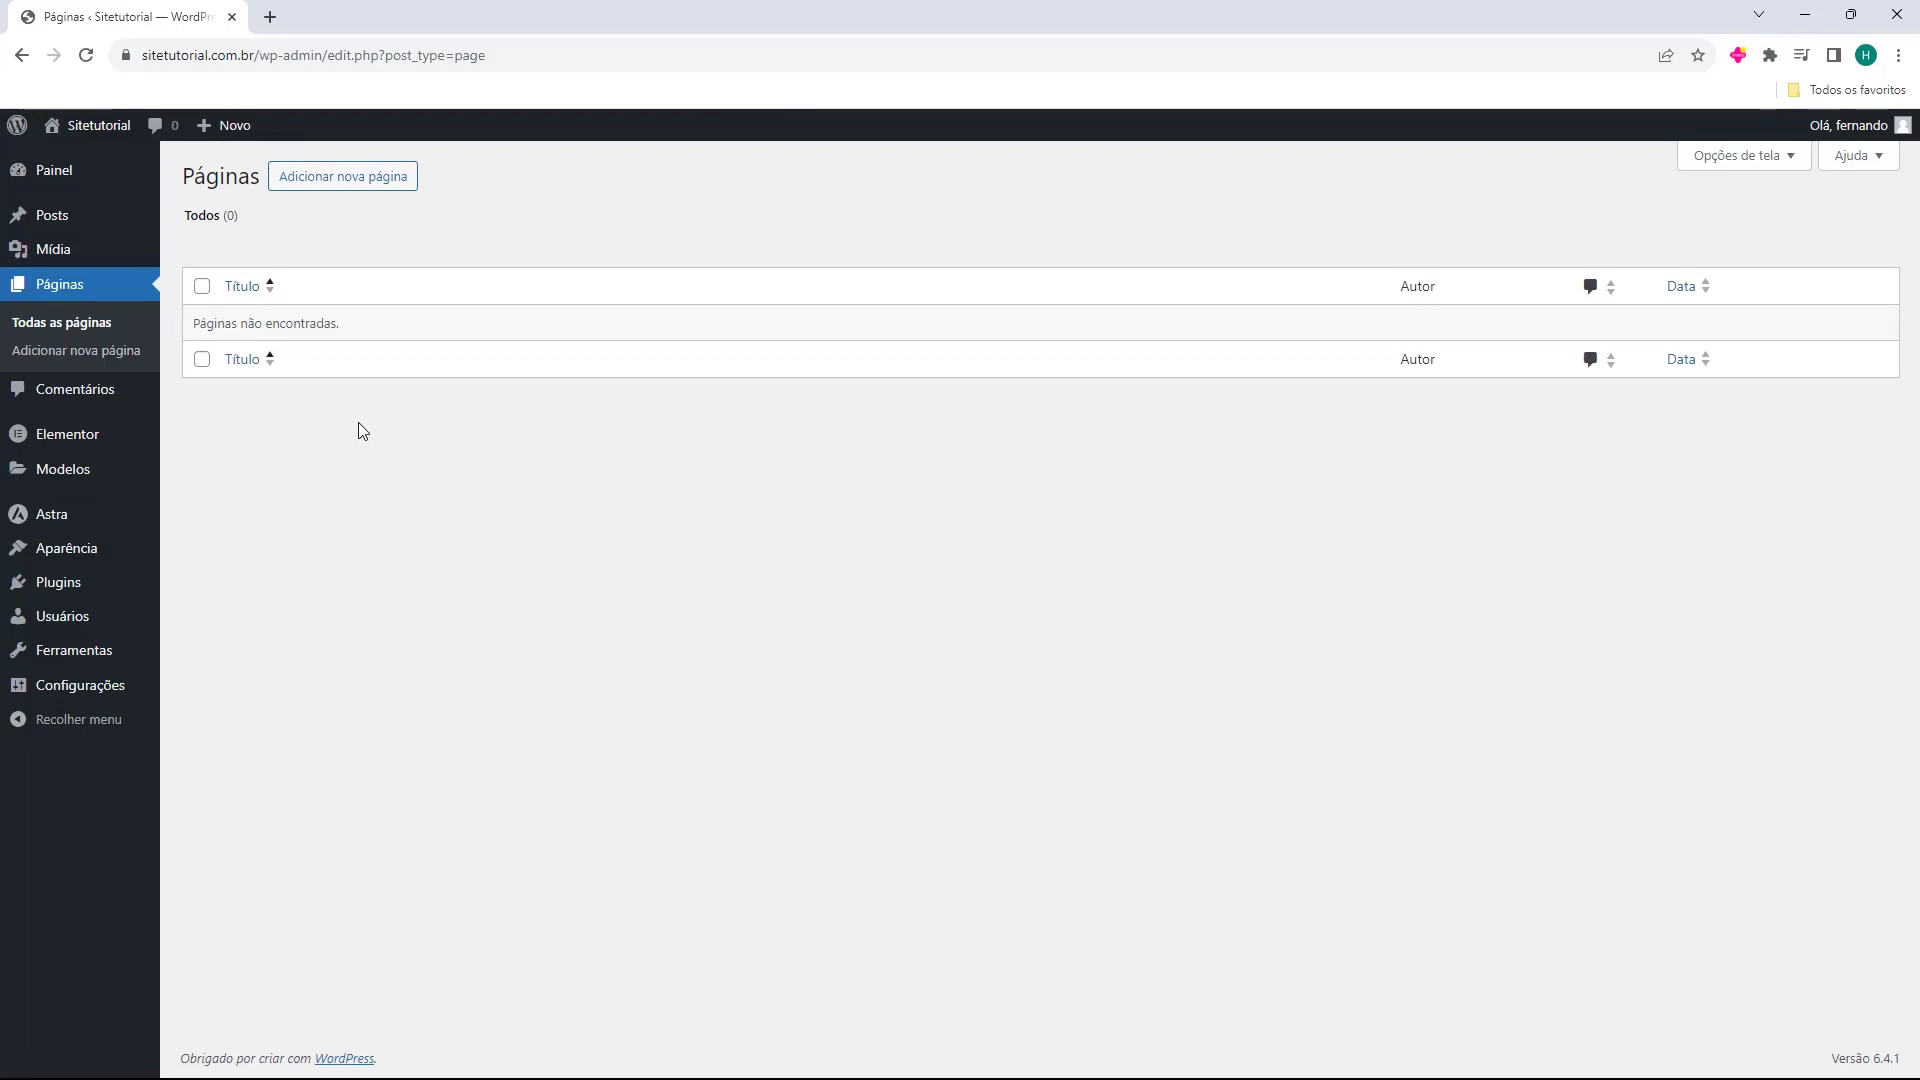 Páginas ‹ Sitetutorial — WordPr
sitetutorial.com.br/wp-admin/edit.php?post_type=page
H
Todos os favoritos
Sitetutorial 0 Novo
Olá, fernando
Painel
Posts
Mídia
Páginas
Todas as páginas
Adicionar nova página
Comentários
Elementor
Modelos
Astra
Aparência
Plugins
Usuários
Ferramentas
Configurações
Recolher menu
Opções de tela Ajuda
Páginas Adicionar nova página
Todos (0)
Título Autor Data
Páginas não encontradas.
Título Autor Data
Obrigado por criar com WordPress.
Versão 6.4.1